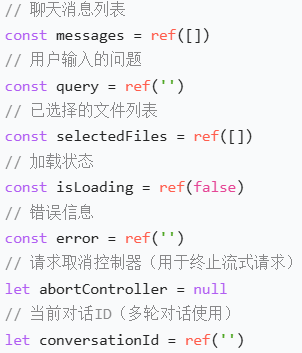 // 聊天消息列表
const messages = ref([])
// 用户输入的问题
const query = ref('')
// 已选择的文件列表
const selectedFiles = ref([])
// 加载状态
const isLoading = ref(false)
// 错误信息
const error = ref('')
// 请求取消控制器（用于终止流式请求）
let abortController = null
// 当前对话ID（多轮对话使用）
let conversationId = ref('')